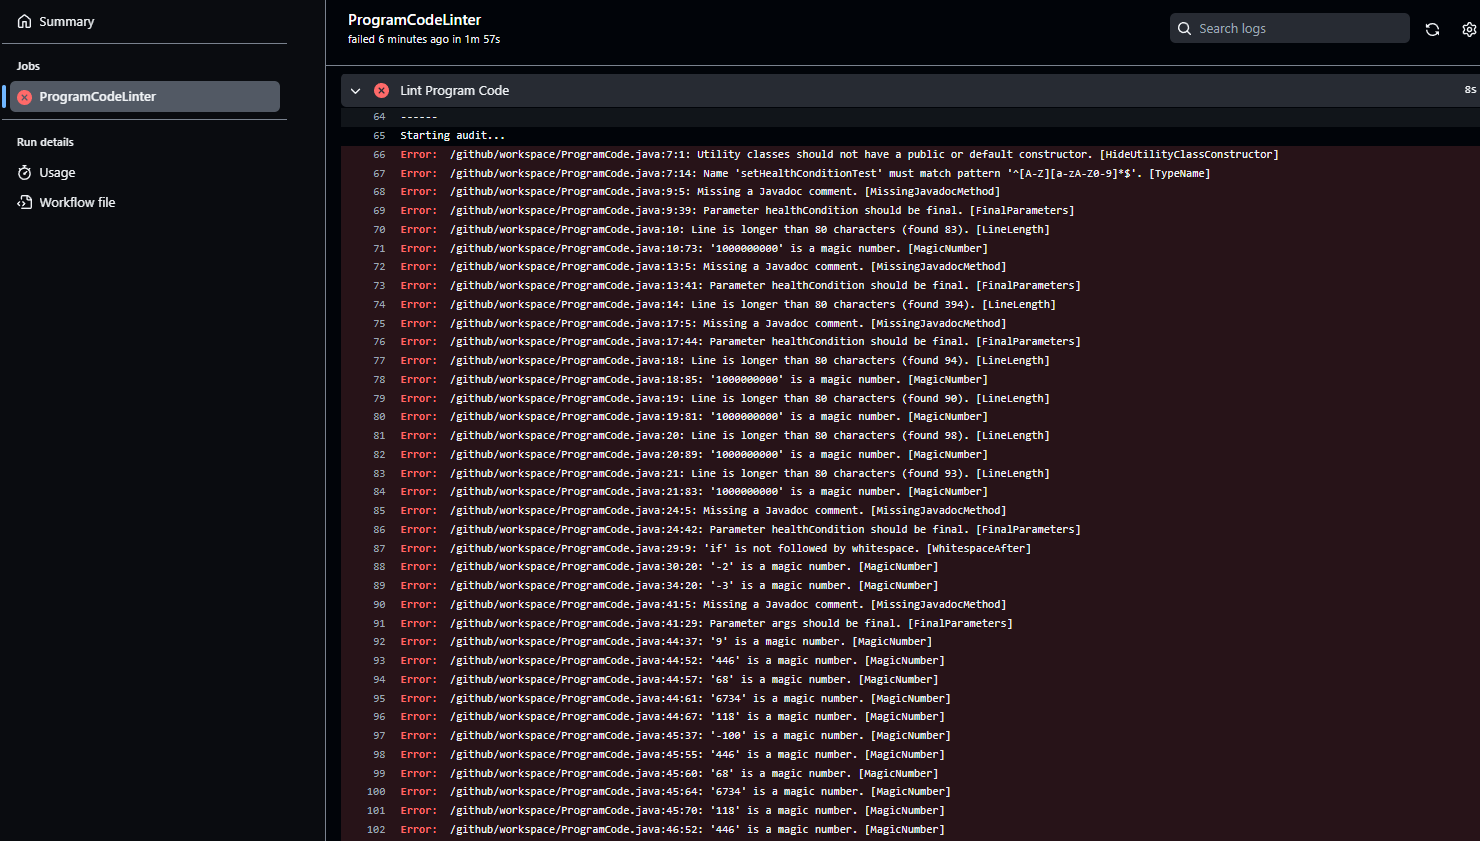 Summary
Jobs
ProgramCodeLinter
Run details
Usage
Workflow file
ProgramCodeLinter
failed 6 minutes ago in 1m 57s
Search logs
Lint Program Code
8s
64 ------
65 Starting audit...
66 Error: /github/workspace/ProgramCode.java:7:1: Utility classes should not have a public or default constructor. [HideUtilityClassConstructor]
67 Error: /github/workspace/ProgramCode.java:7:14: Name 'setHealthConditionTest' must match pattern '^[A-Z][a-zA-Z0-9]*$'. [TypeName]
68 Error: /github/workspace/ProgramCode.java:9:5: Missing a Javadoc comment. [MissingJavadocMethod]
69 Error: /github/workspace/ProgramCode.java:9:39: Parameter healthCondition should be final. [FinalParameters]
70 Error: /github/workspace/ProgramCode.java:10: Line is longer than 80 characters (found 83). [LineLength]
71 Error: /github/workspace/ProgramCode.java:10:73: '1000000000' is a magic number. [MagicNumber]
72 Error: /github/workspace/ProgramCode.java:13:5: Missing a Javadoc comment. [MissingJavadocMethod]
73 Error: /github/workspace/ProgramCode.java:13:41: Parameter healthCondition should be final. [FinalParameters]
74 Error: /github/workspace/ProgramCode.java:14: Line is longer than 80 characters (found 394). [LineLength]
75 Error: /github/workspace/ProgramCode.java:17:5: Missing a Javadoc comment. [MissingJavadocMethod]
76 Error: /github/workspace/ProgramCode.java:17:44: Parameter healthCondition should be final. [FinalParameters]
77 Error: /github/workspace/ProgramCode.java:18: Line is longer than 80 characters (found 94). [LineLength]
78 Error: /github/workspace/ProgramCode.java:18:85: '1000000000' is a magic number. [MagicNumber]
79 Error: /github/workspace/ProgramCode.java:19: Line is longer than 80 characters (found 90). [LineLength]
80 Error: /github/workspace/ProgramCode.java:19:81: '1000000000' is a magic number. [MagicNumber]
81 Error: /github/workspace/ProgramCode.java:20: Line is longer than 80 characters (found 98). [LineLength]
82 Error: /github/workspace/ProgramCode.java:20:89: '1000000000' is a magic number. [MagicNumber]
83 Error: /github/workspace/ProgramCode.java:21: Line is longer than 80 characters (found 93). [LineLength]
84 Error: /github/workspace/ProgramCode.java:21:83: '1000000000' is a magic number. [MagicNumber]
85 Error: /github/workspace/ProgramCode.java:24:5: Missing a Javadoc comment. [MissingJavadocMethod]
86 Error: /github/workspace/ProgramCode.java:24:42: Parameter healthCondition should be final. [FinalParameters]
87 Error: /github/workspace/ProgramCode.java:29:9: 'if' is not followed by whitespace. [WhitespaceAfter]
88 Error: /github/workspace/ProgramCode.java:30:20: '-2' is a magic number. [MagicNumber]
89 Error: /github/workspace/ProgramCode.java:34:20: '-3' is a magic number. [MagicNumber]
90 Error: /github/workspace/ProgramCode.java:41:5: Missing a Javadoc comment. [MissingJavadocMethod]
91 Error: /github/workspace/ProgramCode.java:41:29: Parameter args should be final. [FinalParameters]
92 Error: /github/workspace/ProgramCode.java:44:37: '9' is a magic number. [MagicNumber]
93 Error: /github/workspace/ProgramCode.java:44:52: '446' is a magic number. [MagicNumber]
94 Error: /github/workspace/ProgramCode.java:44:57: '68' is a magic number. [MagicNumber]
95 Error: /github/workspace/ProgramCode.java:44:61: '6734' is a magic number. [MagicNumber]
96 Error: /github/workspace/ProgramCode.java:44:67: '118' is a magic number. [MagicNumber]
97 Error: /github/workspace/ProgramCode.java:45:37: '-100' is a magic number. [MagicNumber]
98 Error: /github/workspace/ProgramCode.java:45:55: '446' is a magic number. [MagicNumber]
99 Error: /github/workspace/ProgramCode.java:45:60: '68' is a magic number. [MagicNumber]
100 Error: /github/workspace/ProgramCode.java:45:64: '6734' is a magic number. [MagicNumber]
101 Error: /github/workspace/ProgramCode.java:45:70: '118' is a magic number. [MagicNumber]
102 Error: /github/workspace/ProgramCode.java:46:52: '446' is a magic number. [MagicNumber]